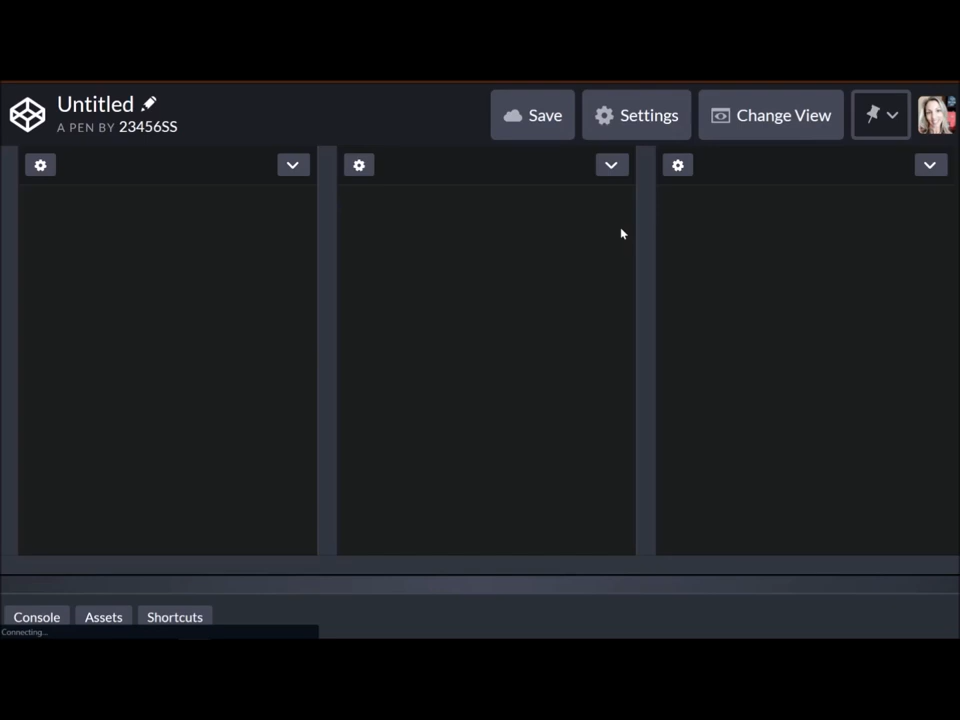 Untitled
A PEN BY 23456SS
Save
Settings
Change View
Console
Assets
Shortcuts
Connecting...